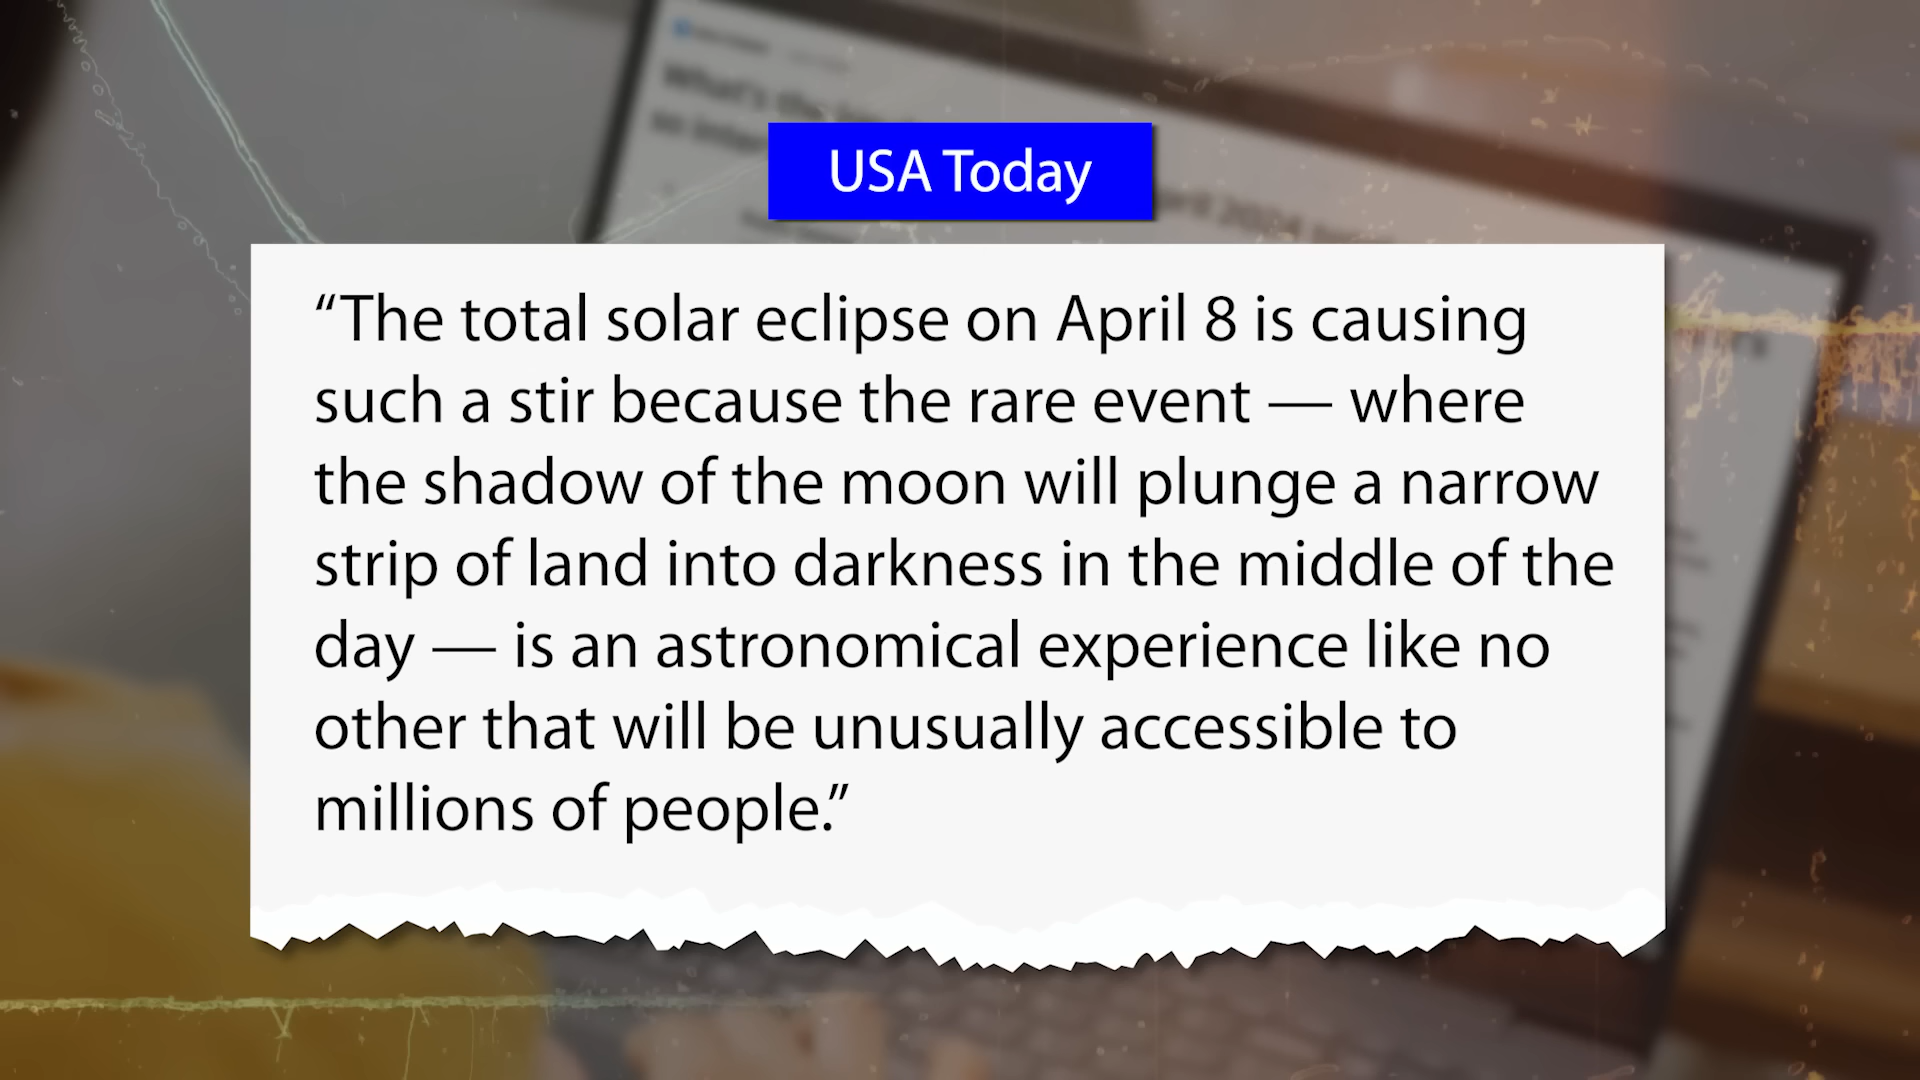 USA Today
“The total solar eclipse on April 8 is causing
such a stir because the rare event — where
the shadow of the moon will plunge a narrow
strip of land into darkness in the middle of the
day — is an astronomical experience like no
other that will be unusually accessible to
millions of people.”